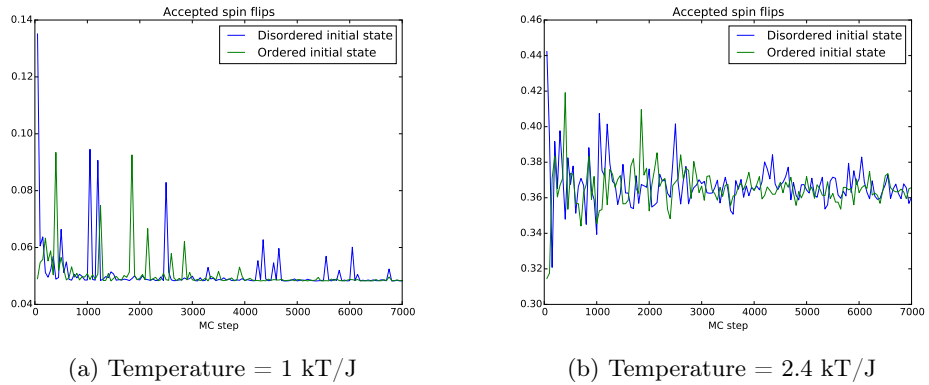 Accepted spin flips
0.14
0.12
0.10
0.08
0.06
0.04
Disordered initial state
Ordered initial state
0 1000 2000 3000 4000 5000 6000 7000
MC step
(a) Temperature = 1 kT/J
Accepted spin flips
0.46
0.44
0.42
0.40
0.38
0.36
0.34
0.32
0.30
Disordered initial state
Ordered initial state
0 1000 2000 3000 4000 5000 6000 7000
MC step
(b) Temperature = 2.4 kT/J